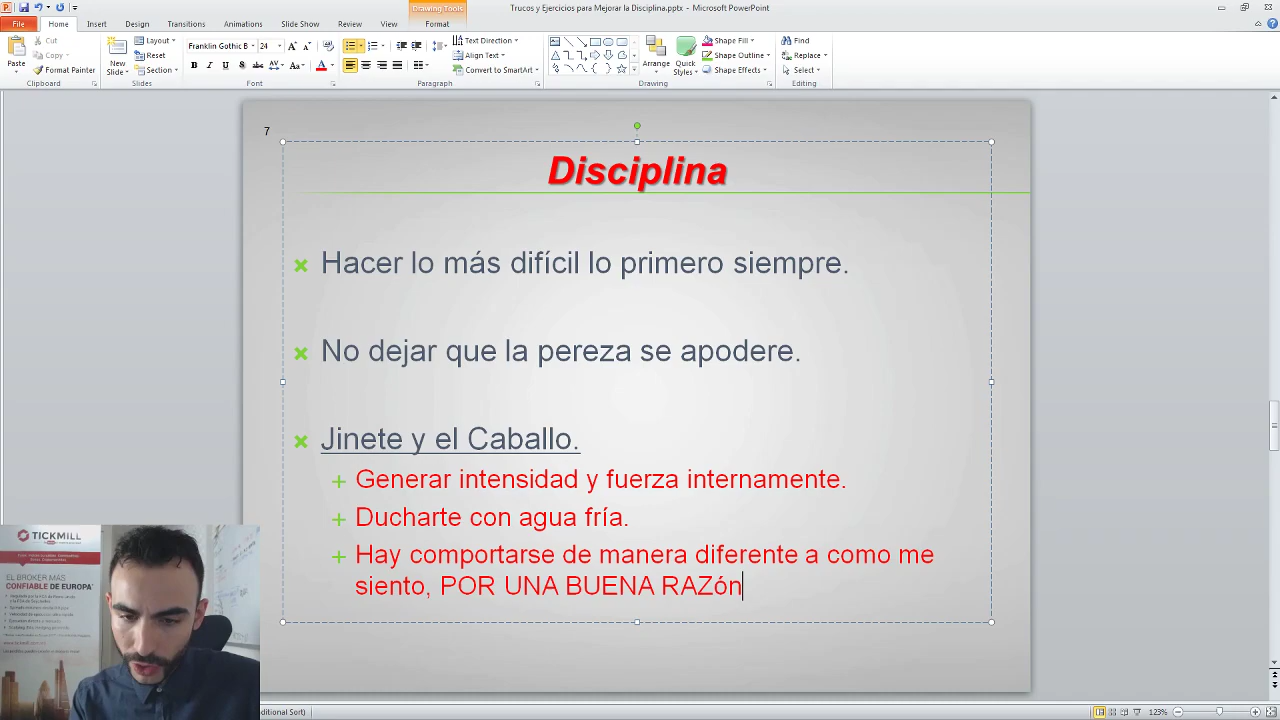 Trucos y Ejercicios para Mejorar la Disciplina.pptx - Microsoft PowerPoint
Drawing Tools
File Home Insert Design Transitions Animations Slide Show Review View Format
Paste Cut Copy Format Painter Clipboard
New Slide Layout Reset Section Slides
Franklin Gothic B 24 Font
Text Direction Align Text Convert to SmartArt Paragraph
Arrange Quick Styles Shape Fill Shape Outline Shape Effects Drawing
Find Replace Select Editing
7
Disciplina
Hacer lo más difícil lo primero siempre.
No dejar que la pereza se apodere.
Jinete y el Caballo.
Generar intensidad y fuerza internamente.
Ducharte con agua fría.
Hay comportarse de manera diferente a como me
siento, POR UNA BUENA RAZón
TICKMILL
EL BROKER MÁS
CONFIABLE DE EUROPA
ditional Sort)
123%